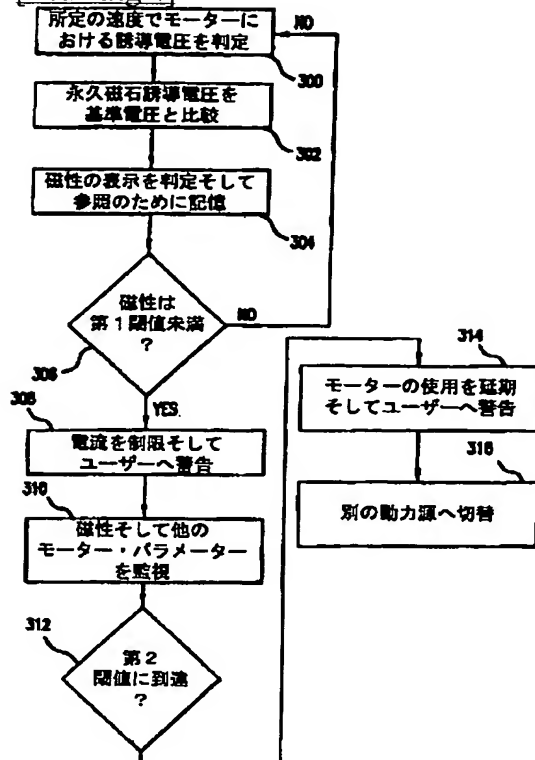 所定の速度でモーターに
おける誘導電圧を判定
NO
300
永久磁石誘導電圧を
基準電圧と比較
302
磁性の表示を判定そして
参照のために記憶
304
磁性は
第1閾値未満
?
NO
306
YES.
308
電流を制限そして
ユーザーへ警告
310
磁性そして他の
モーター・パラメーター
を監視
312
第2
閾値に到達
?
314
モーターの使用を延期
そしてユーザーへ警告
316
別の動力源へ切替